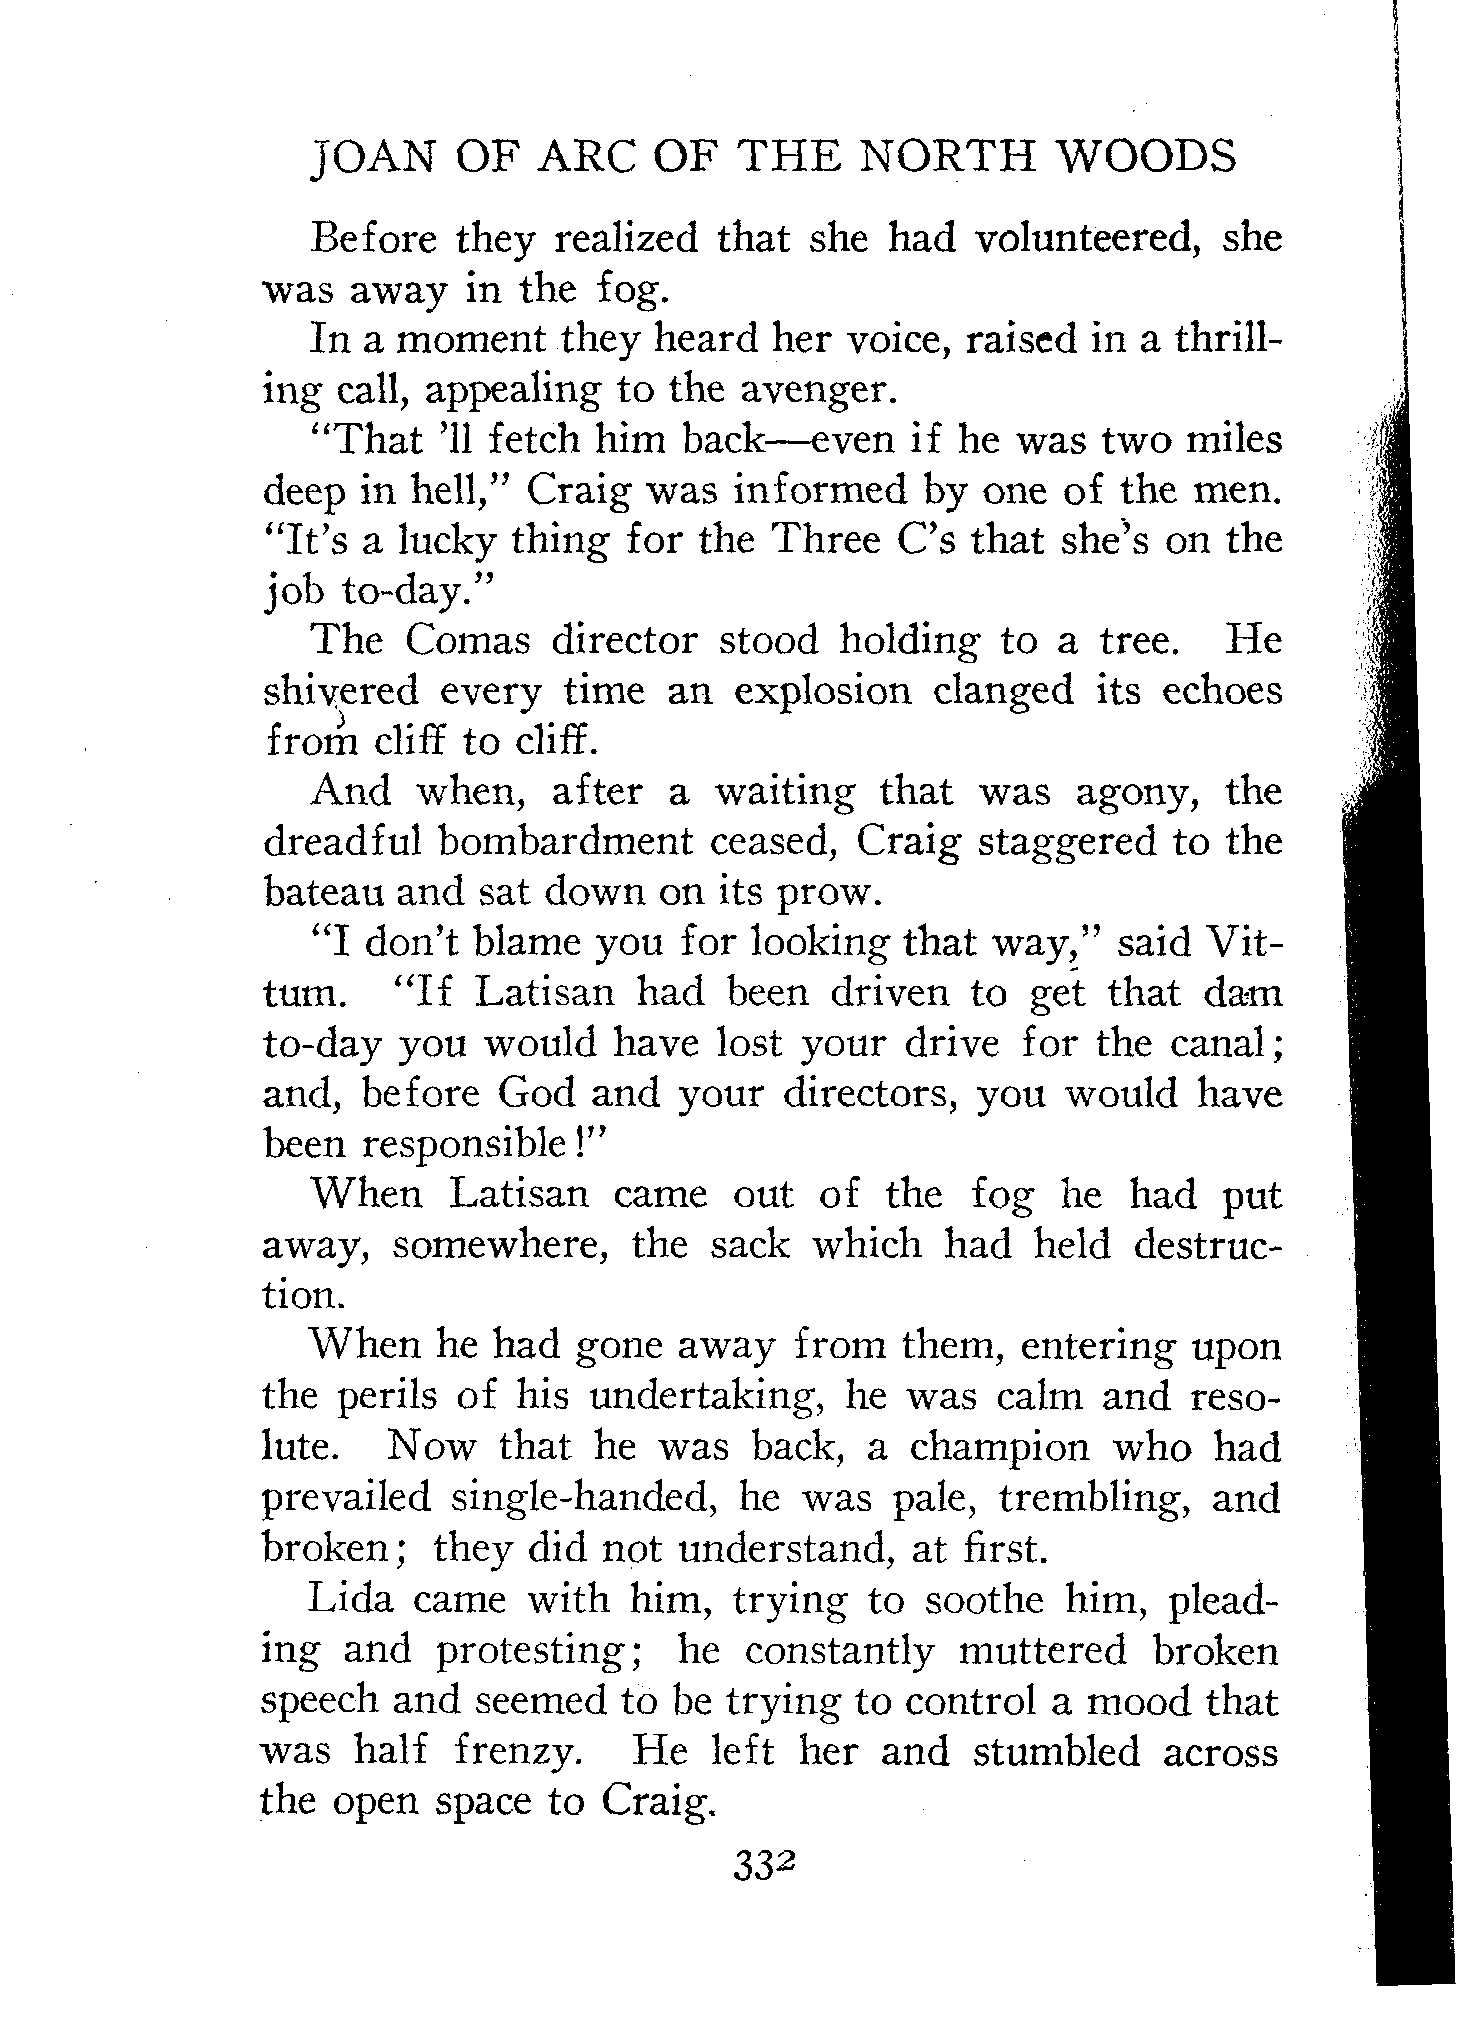 JOAN OF ARC OF THE NORTH WOODS
Before they realized that she had volunteered, she
was away in the fog.
In a moment they heard her voice, raised in a thrill-
ing call, appealing to the avenger.
“That ’ll fetch him back—even if he was two miles
deep in hell,” Craig was informed by one of the men.
“It’s a lucky thing for the Three C’s that she’s on the
job to-day.”
The Comas director stood holding to a tree. He
shivered every time an explosion clanged its echoes
from cliff to cliff.
And when, after a waiting that was agony, the
dreadful bombardment ceased, Craig staggered to the
bateau and sat down on its prow.
“I don’t blame you for looking that way,” said Vit-
tum. “If Latisan had been driven to get that dam
to-day you would have lost your drive for the canal;
and, before God and your directors, you would have
been responsible!”
When Latisan came out of the fog he had put
away, somewhere, the sack which had held destruc-
tion.
When he had gone away from them, entering upon
the perils of his undertaking, he was calm and reso-
lute. Now that he was back, a champion who had
prevailed single-handed, he was pale, trembling, and
broken; they did not understand, at first.
Lida came with him, trying to soothe him, plead-
ing and protesting; he constantly muttered broken
speech and seemed to be trying to control a mood that
was half frenzy. He left her and stumbled across
the open space to Craig.
332